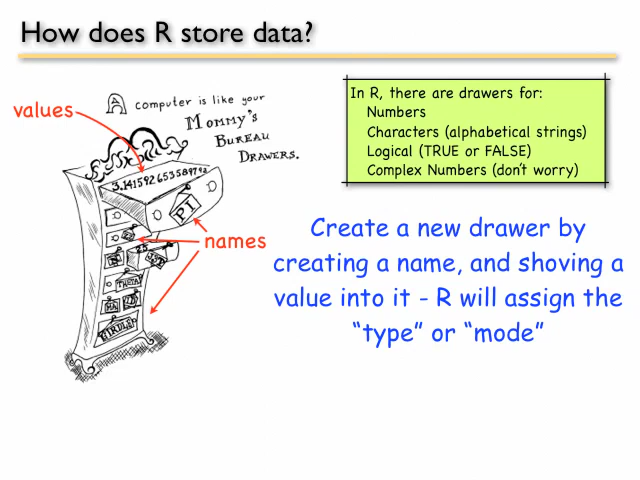 How does R store data?
A computer is like your
Mommy's
Bureau
Drawers.
values
3.14159265358979
PI
names
THETA
GIRDLE
In R, there are drawers for:
Numbers
Characters (alphabetical strings)
Logical (TRUE or FALSE)
Complex Numbers (don't worry)
Create a new drawer by
creating a name, and shoving a
value into it - R will assign the
“type” or “mode”